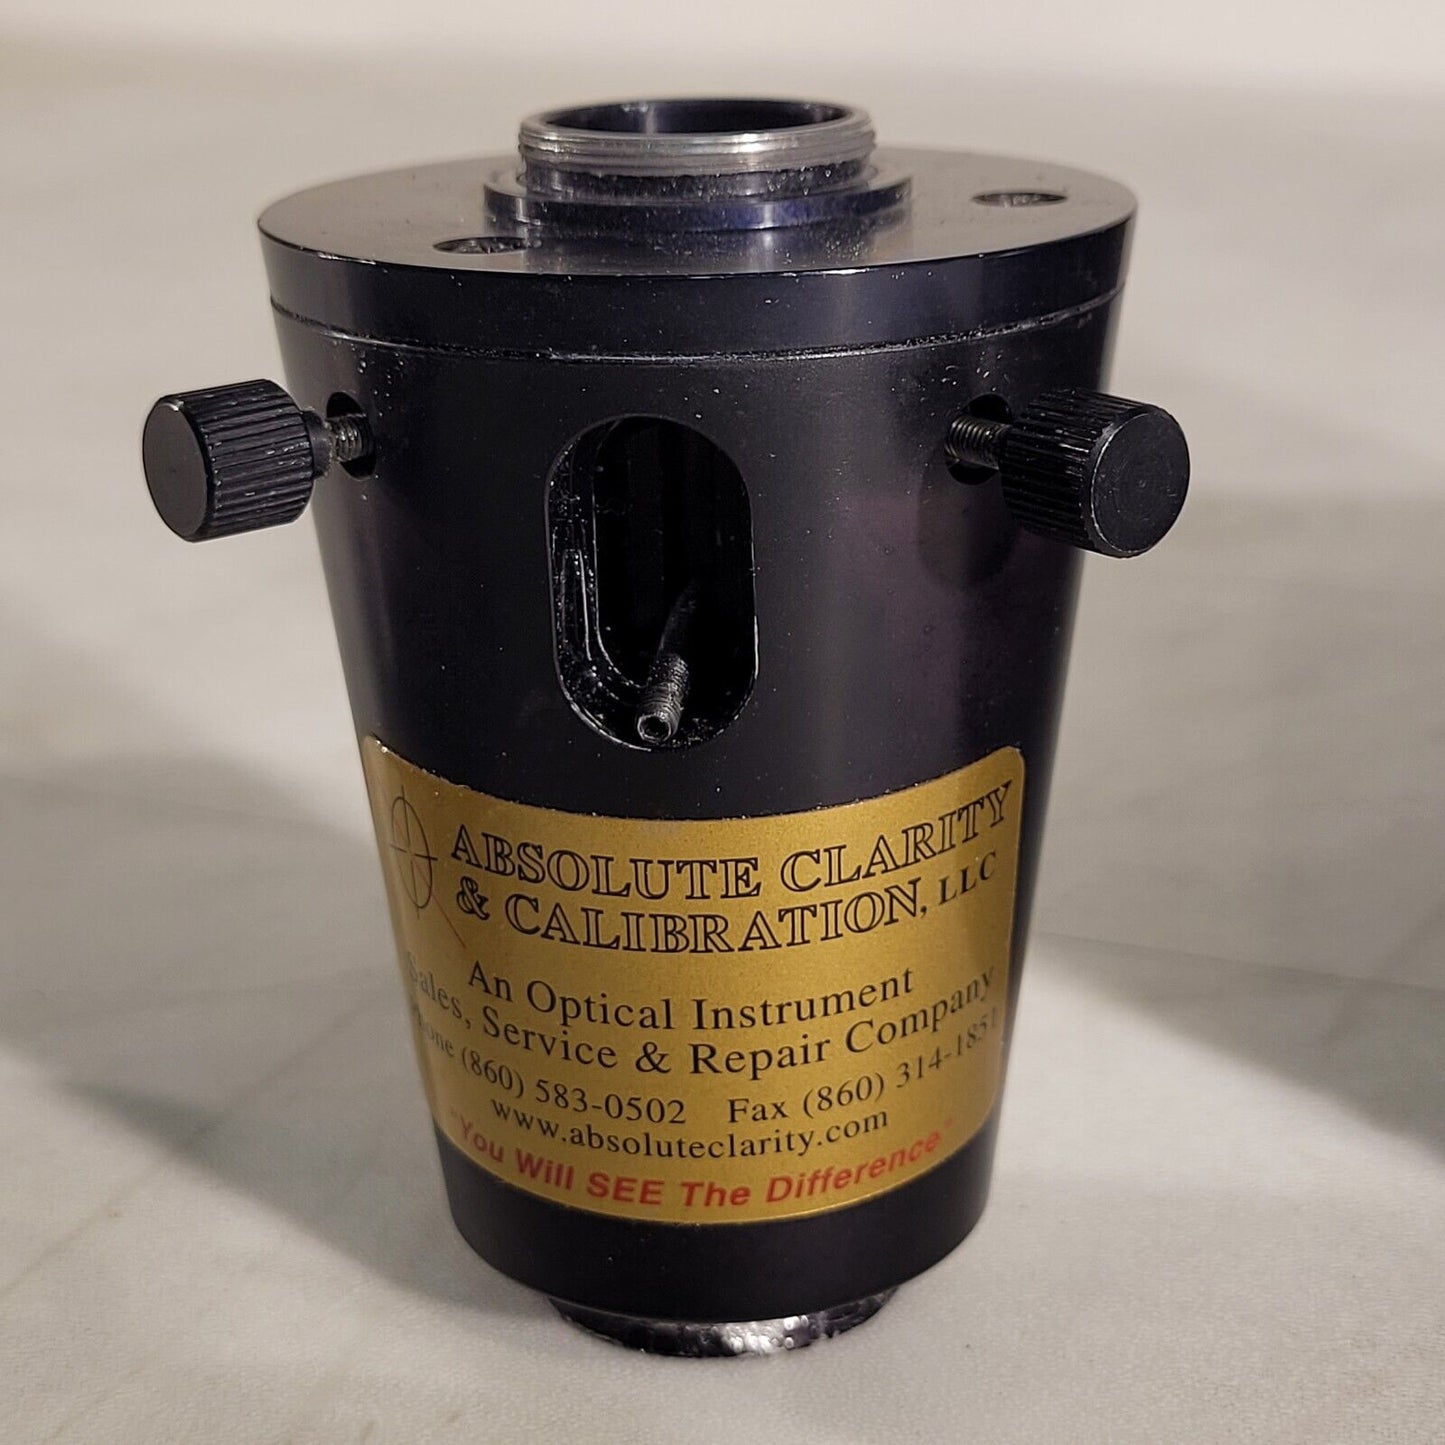 ABSOLUTE CLARITY
& CALIBRATION, LLC
An Optical Instrument
Sales, Service & Repair Company
Phone (860) 583-0502 Fax (860) 314-1851
www.absoluteclarity.com
"You Will SEE The Difference"